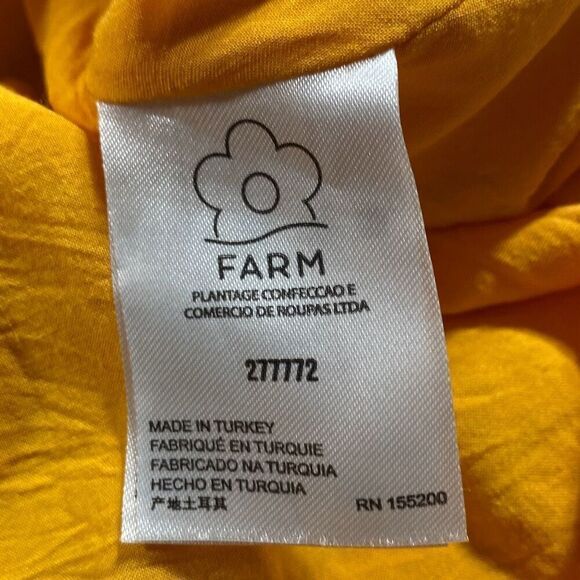 FARM
PLANTAGE CONFECCAO E
COMERCIO DE ROUPAS LTDA
277772
MADE IN TURKEY
FABRIQUÉ EN TURQUIE
FABRICADO NA TURQUIA
HECHO EN TURQUIA
产地土耳其
RN 155200